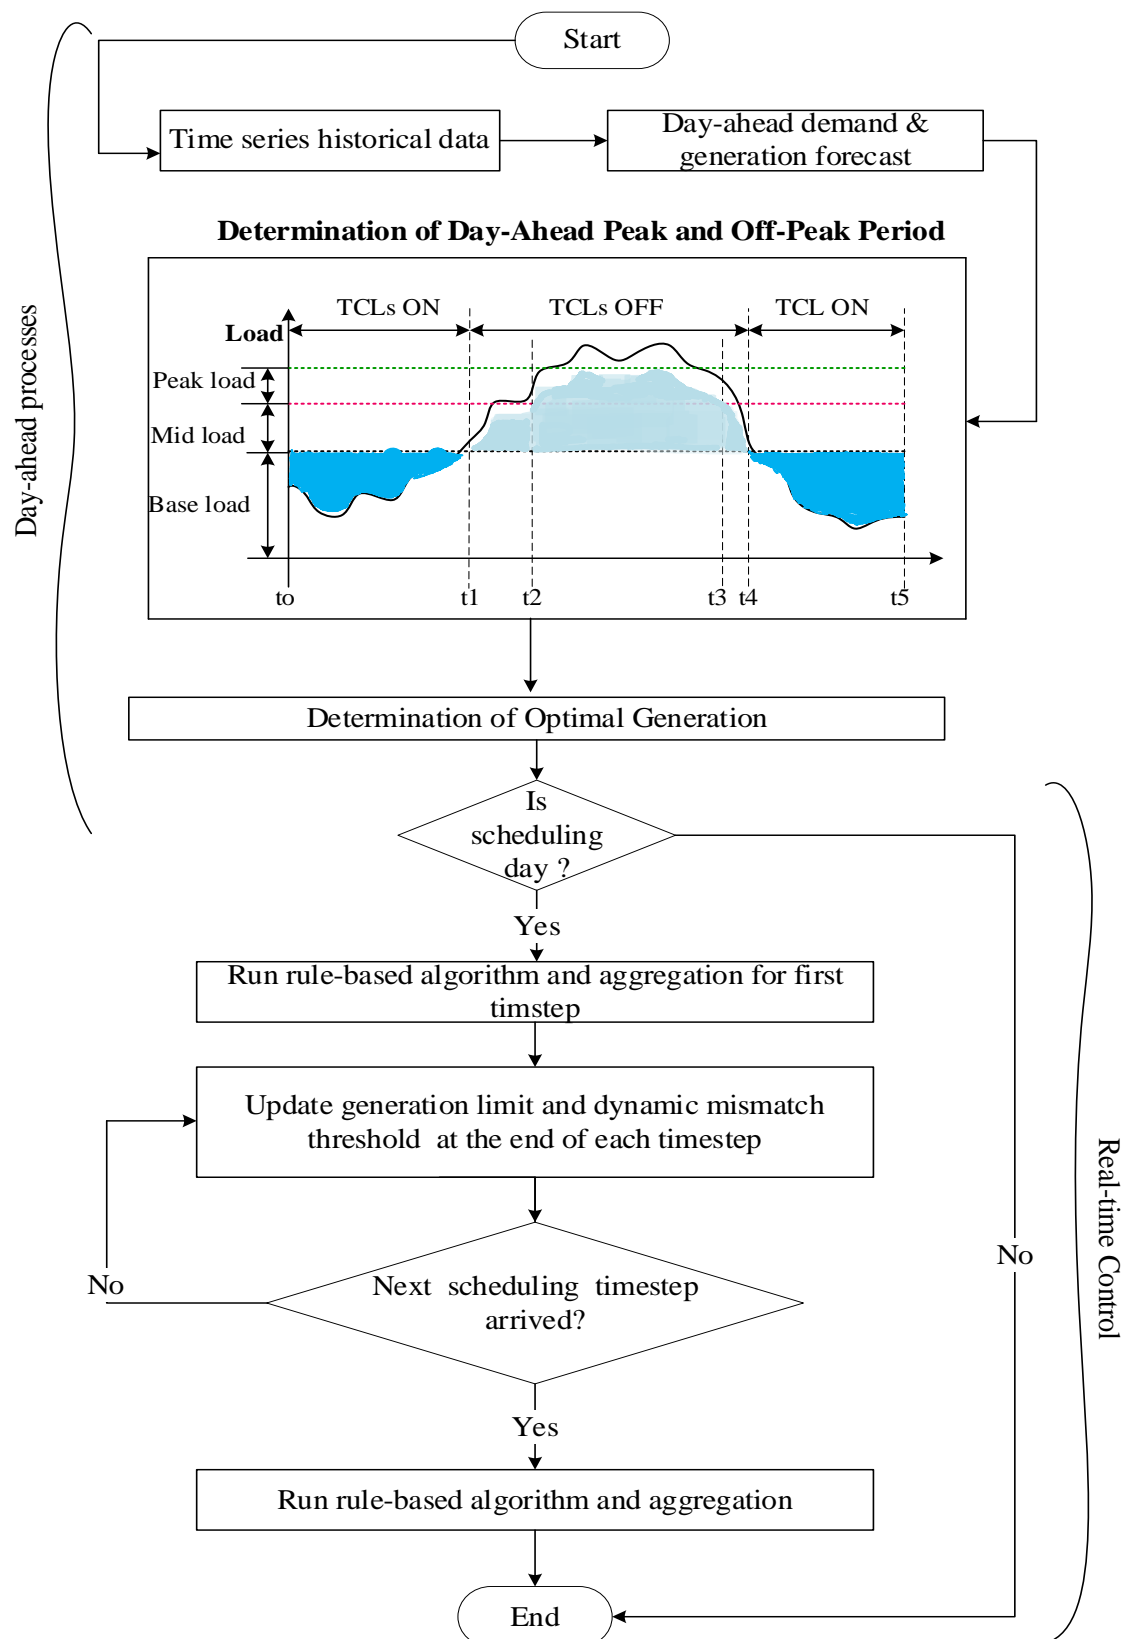 Start
Time series historical data
Day-ahead demand &
generation forecast
Determination of Day-Ahead Peak and Off-Peak Period
TCLs ON
TCLs OFF
TCL ON
Load
Peak load
Mid load
Base load
to
t1
t2
t3
t4
t5
Day-ahead processes
Determination of Optimal Generation
Is
scheduling
day ?
Yes
Run rule-based algorithm and aggregation for first
timstep
Update generation limit and dynamic mismatch
threshold at the end of each timestep
No
No
Next scheduling timestep
arrived?
Real-time Control
Yes
Run rule-based algorithm and aggregation
End